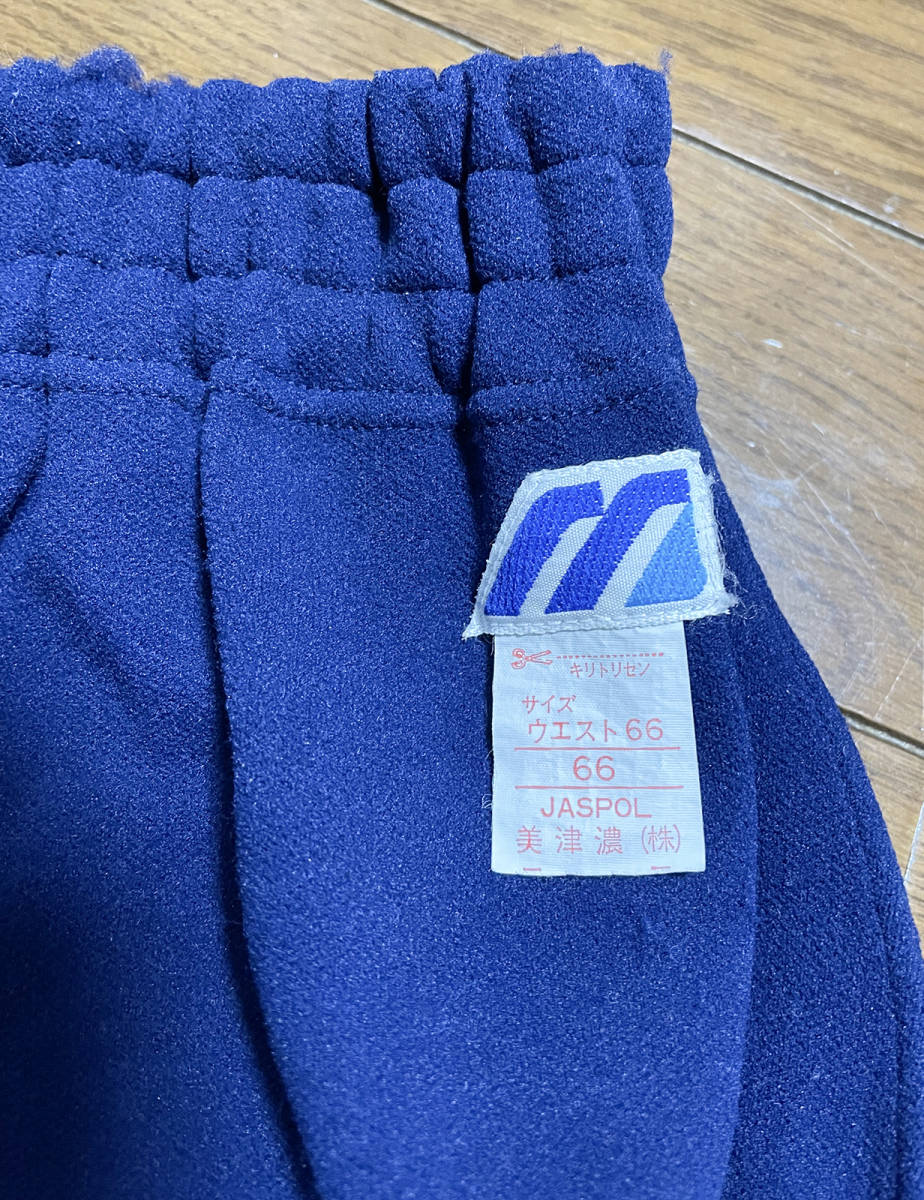 キリトリセン
サイズ
ウエスト66
66
JASPOL
美津濃(株)